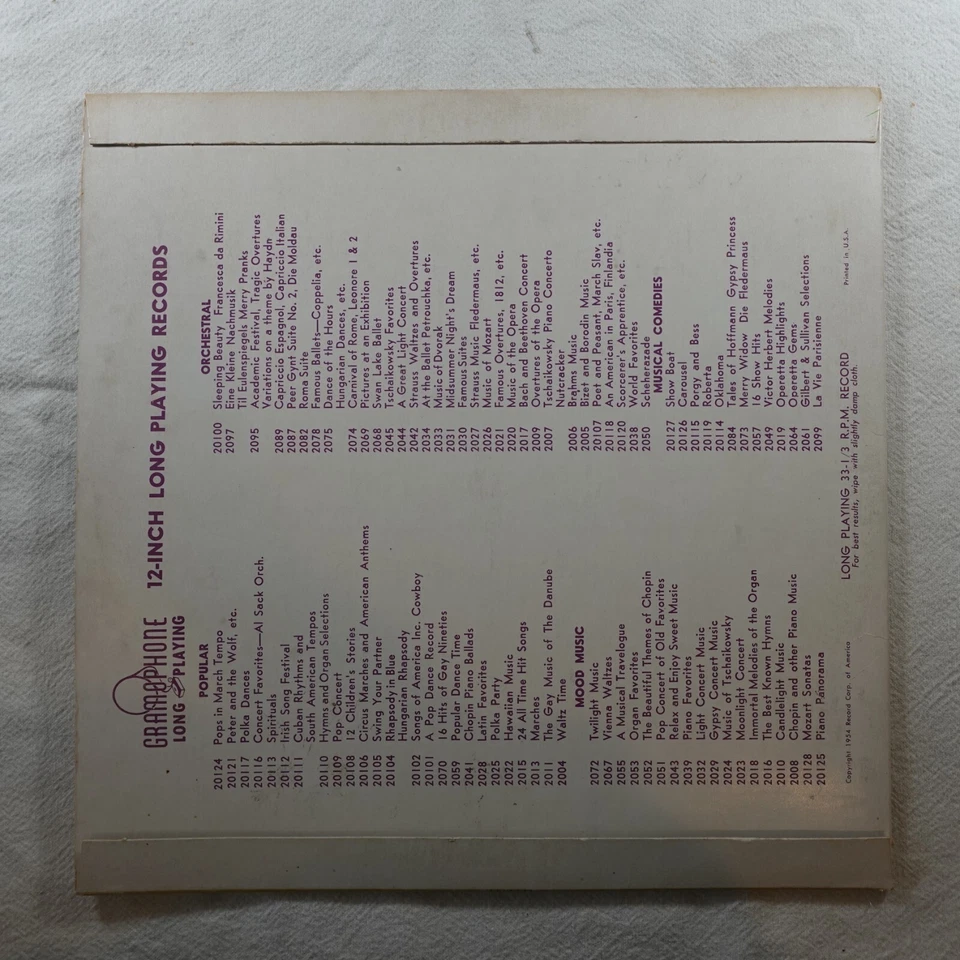 GRAMAPHONE
LONG PLAYING
12-INCH LONG PLAYING RECORDS
POPULAR
20124 Pops in March Tempo
20121 Peter and the Wolf, etc.
20117 Polka Dances
20116 Concert Favorites—Al Sack Orch.
20113 Spirituals
20112 Irish Song Festival
20111 Cuban Rhythms and
South American Tempos
20110 Hymns and Organ Selections
20109 Pop Concert
20108 12 Children's Stories
20106 Circus Marches and American Anthems
20105 Swing Your Partner
20104 Rhapsody in Blue
Hungarian Rhapsody
20102 Songs of America Inc. Cowboy
20101 A Pop Dance Record
2070 16 Hits of Gay Nineties
2059 Popular Dance Time
2041 Chopin Piano Ballads
2028 Latin Favorites
2025 Polka Party
2022 Hawaiian Music
2015 24 All Time Hit Songs
2013 Marches
2011 The Gay Music of The Danube
2004 Waltz Time
MOOD MUSIC
2072 Twilight Music
2067 Vienna Waltzes
2055 A Musical Travelogue
2053 Organ Favorites
2052 The Beautiful Themes of Chopin
2051 Pop Concert of Old Favorites
2043 Relax and Enjoy Sweet Music
2039 Piano Favorites
2032 Light Concert Music
2029 Gypsy Concert Music
2024 Music of Tschaikowsky
2023 Moonlight Concert
2018 Immortal Melodies of the Organ
2016 The Best Known Hymns
2010 Candlelight Music
2008 Chopin and other Piano Music
20128 Mozart Sonatas
20125 Piano Panorama
ORCHESTRAL
20100 Sleeping Beauty Francesca da Rimini
2097 Eine Kleine Nachmusik
Til Eulenspiegels Merry Pranks
2095 Academic Festival, Tragic Overtures
Variations on a theme by Haydn
2089 Capriccio Espagnol, Capriccio Italian
2087 Peer Gynt Suite No. 2, Die Moldau
2082 Roma Suite
2078 Famous Ballets—Coppelia, etc.
2075 Dance of the Hours
Hungarian Dances, etc.
2074 Carnival of Rome, Leonore 1 & 2
2069 Pictures at an Exhibition
2068 Swan Lake Ballet
2045 Tschaikowsky Favorites
2044 A Great Light Concert
2042 Strauss Waltzes and Overtures
2034 At the Ballet Petrouchka, etc.
2033 Music of Dvorak
2031 Midsummer Night's Dream
2030 Famous Suites
2027 Strauss Music Fledermaus, etc.
2026 Music of Mozart
2021 Famous Overtures, 1812, etc.
2020 Music of the Opera
2017 Bach and Beethoven Concert
2009 Overtures of the Opera
2007 Tschaikowsky Piano Concerto
Nutcracker
2006 Brahms Music
2005 Bizet and Borodin Music
20107 Poet and Peasant, March Slav, etc.
20118 An American in Paris, Finlandia
20120 Scorcerer's Apprentice, etc.
2038 World Favorites
2050 Scheherazade
MUSICAL COMEDIES
20127 Show Boat
20126 Carousel
20115 Porgy and Bess
20119 Roberta
20114 Oklahoma
2084 Tales of Hoffmann Gypsy Princess
2073 Merry Widow Die Fledermaus
2057 16 Show Hits
2049 Victor Herbert Melodies
2019 Operetta Highlights
2064 Operetta Gems
2061 Gilbert & Sullivan Selections
2099 La Vie Parisienne
Copyright 1954 Record Corp. of America
LONG PLAYING 33-1/3 R.P.M. RECORD
For best results, wipe with slightly damp cloth.
Printed in U.S.A.